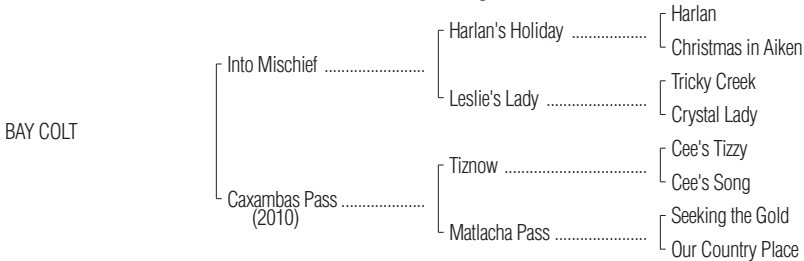 Harlan
Harlan's Holiday ....................
Christmas in Aiken
Into Mischief ..........................
Tricky Creek
Leslie's Lady ..........................
Crystal Lady
BAY COLT
Cee's Tizzy
Tiznow .....................................
Cee's Song
Caxambas Pass .....................
(2010)
Seeking the Gold
Matlacha Pass ........................
Our Country Place